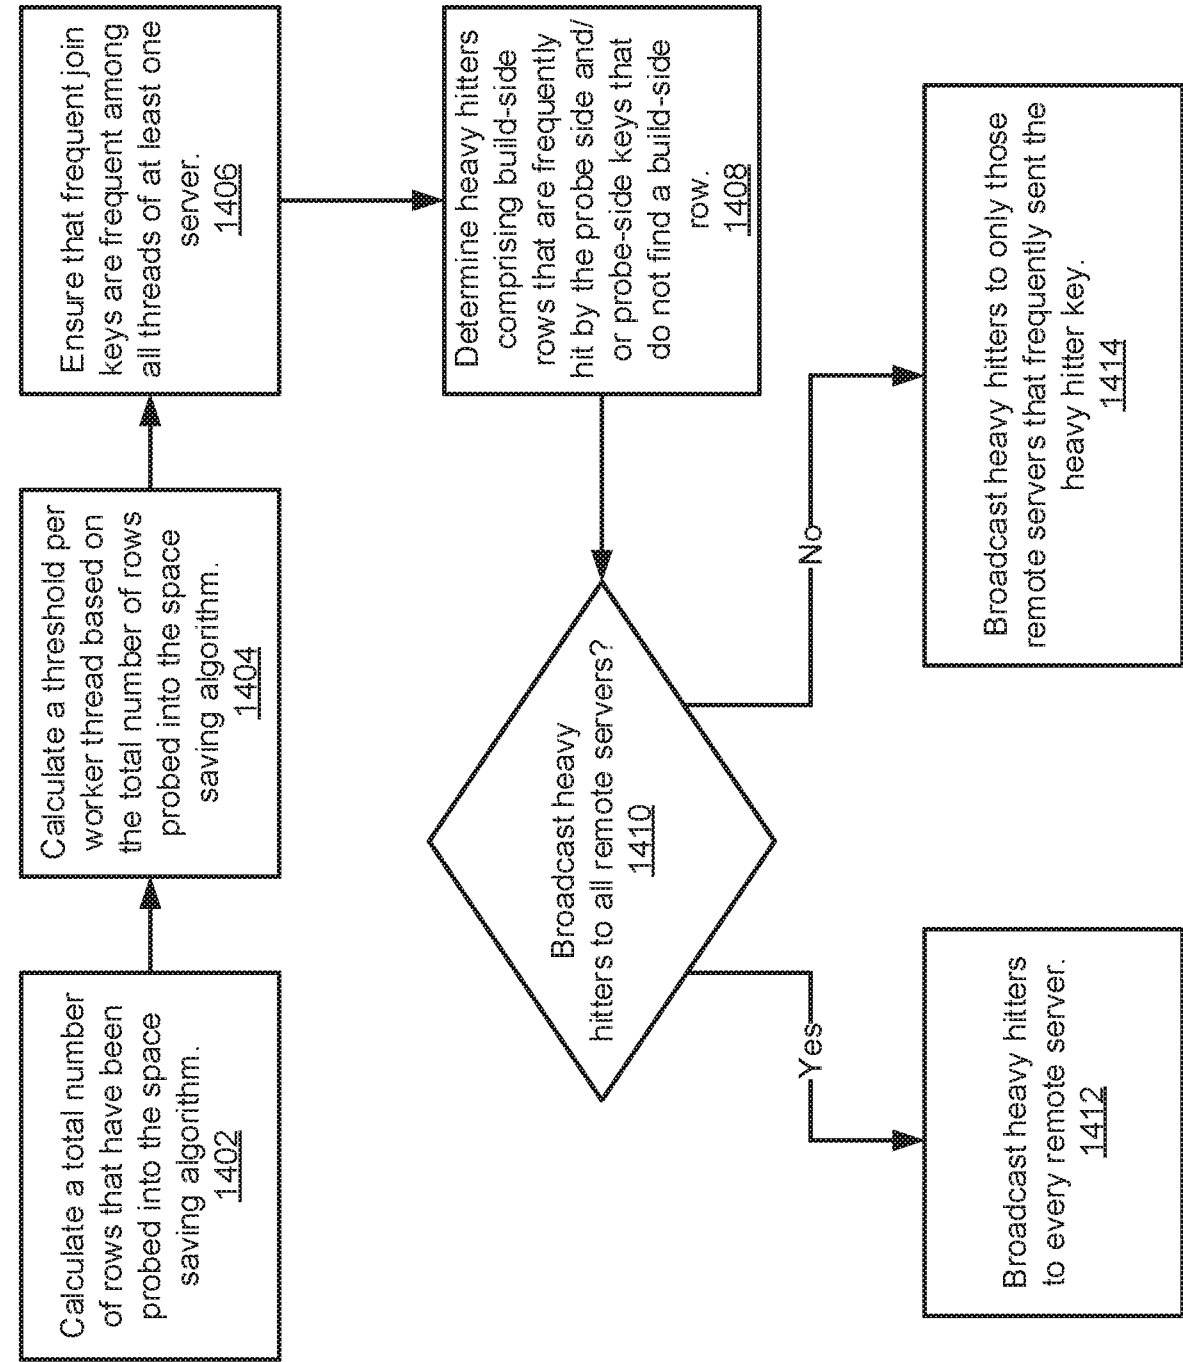 Calculate a total number
of rows that have been
probed into the space
saving algorithm.
1402
Calculate a threshold per
worker thread based on
the total number of rows
probed into the space
saving algorithm.
1404
Ensure that frequent join
keys are frequent among
all threads of at least one
server.
1406
Determine heavy hitters
comprising build-side
rows that are frequently
hit by the probe side and/
or probe-side keys that
do not find a build-side
row.
1408
Broadcast heavy
hitters to all remote servers?
1410
Yes
No
Broadcast heavy hitters
to every remote server.
1412
Broadcast heavy hitters to only those
remote servers that frequently sent the
heavy hitter key.
1414